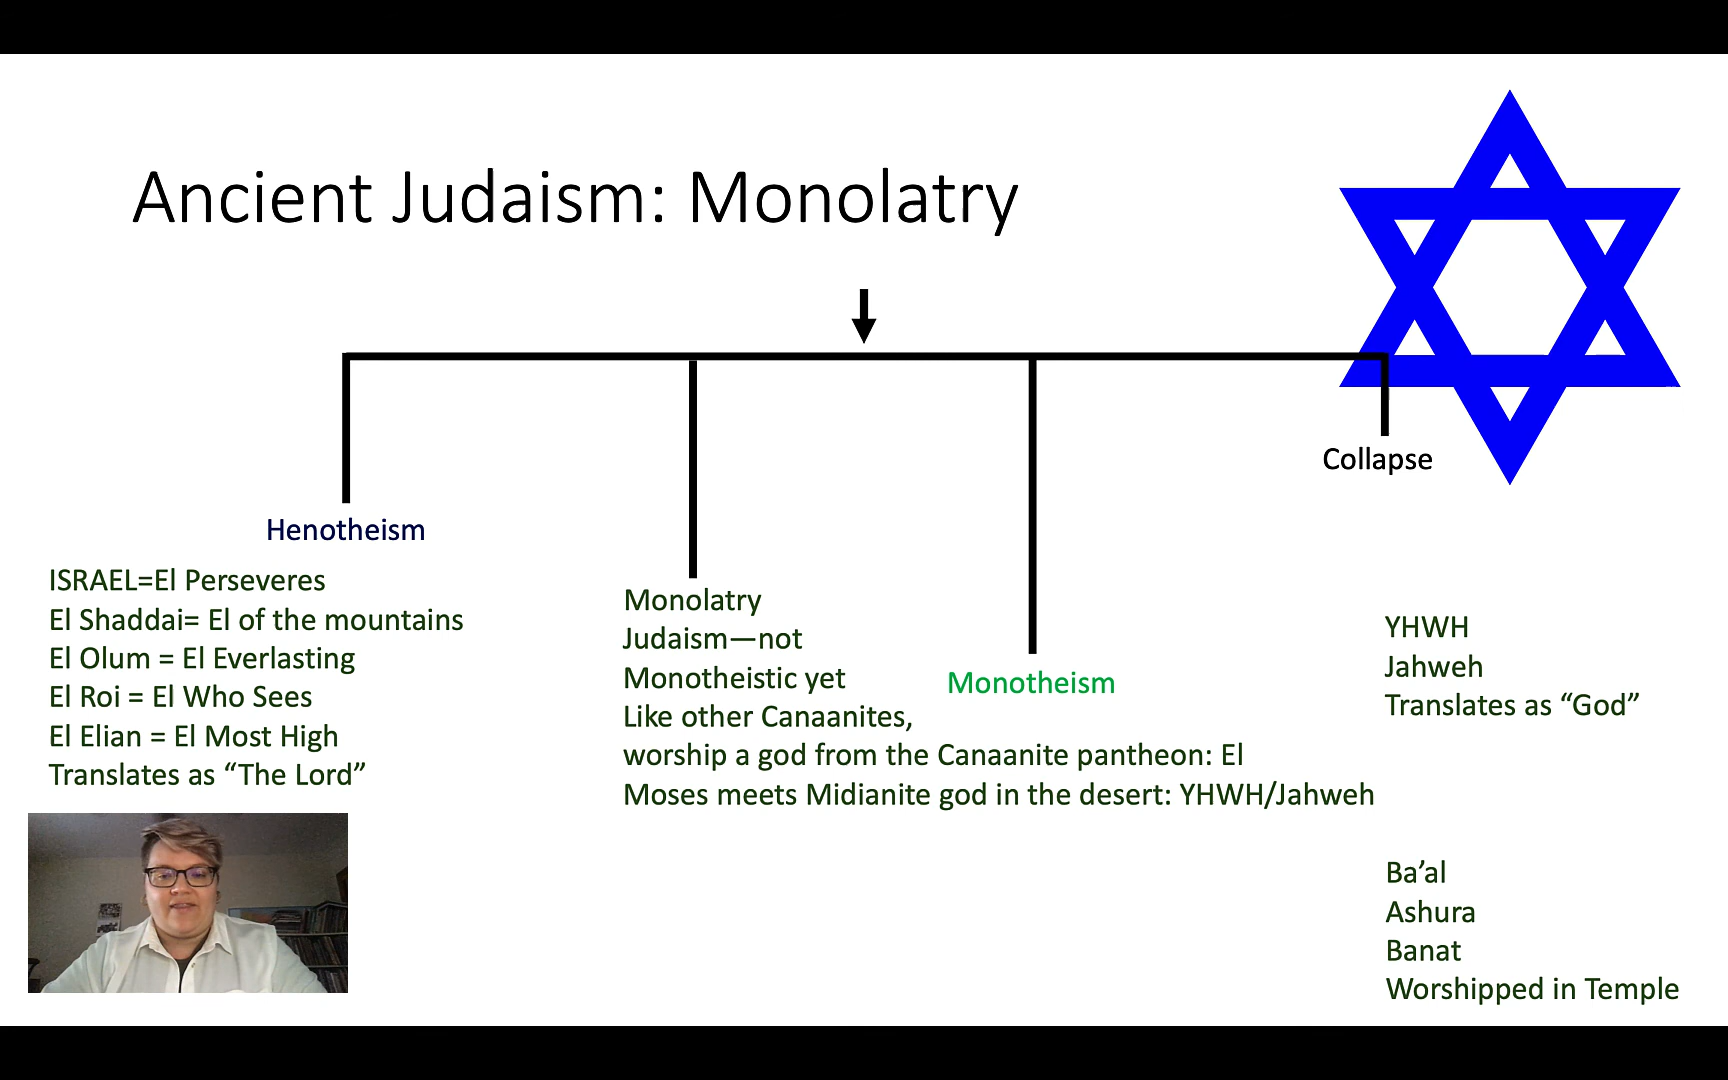 Ancient Judaism: Monolatry
Collapse
Henotheism
ISRAEL=El Perseveres
El Shaddai= El of the mountains
El Olum = El Everlasting
El Roi = El Who Sees
El Elian = El Most High
Translates as “The Lord”
Monolatry
Judaism—not
Monotheistic yet
Like other Canaanites,
worship a god from the Canaanite pantheon: El
Moses meets Midianite god in the desert: YHWH/Jahweh
Monotheism
YHWH
Jahweh
Translates as “God”
Ba’al
Ashura
Banat
Worshipped in Temple